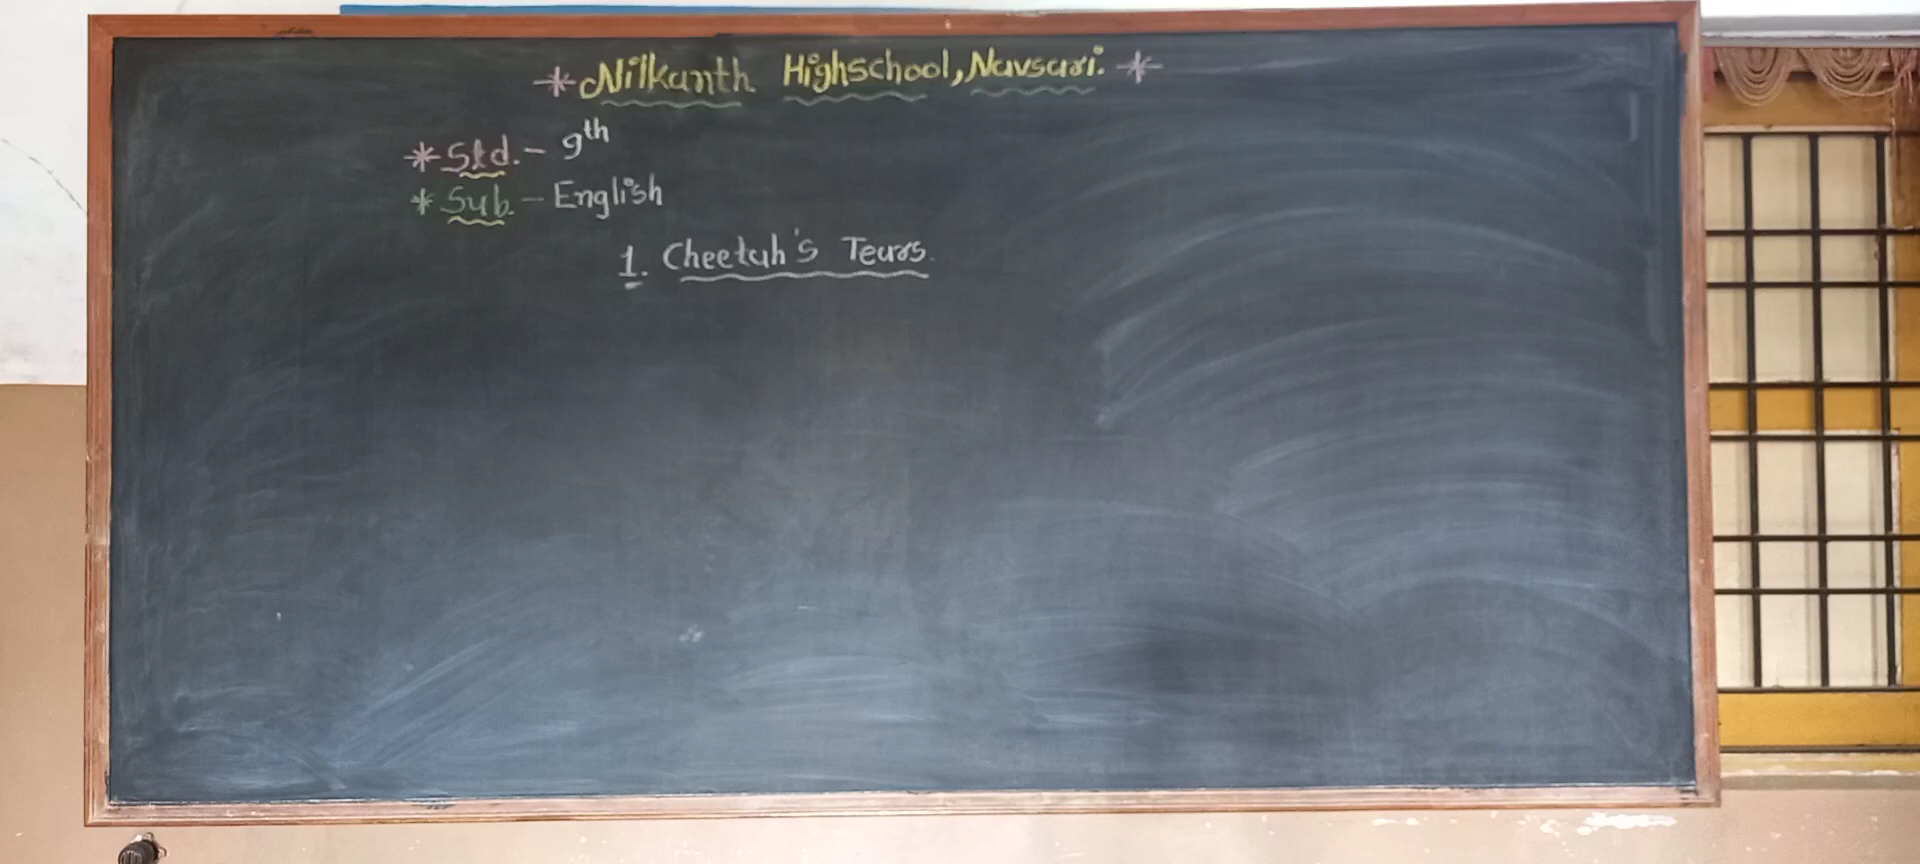 * Nilkanth Highschool, Navsari. *
* Std. - 9th
* Sub. - English
1. Cheetah's Tears.